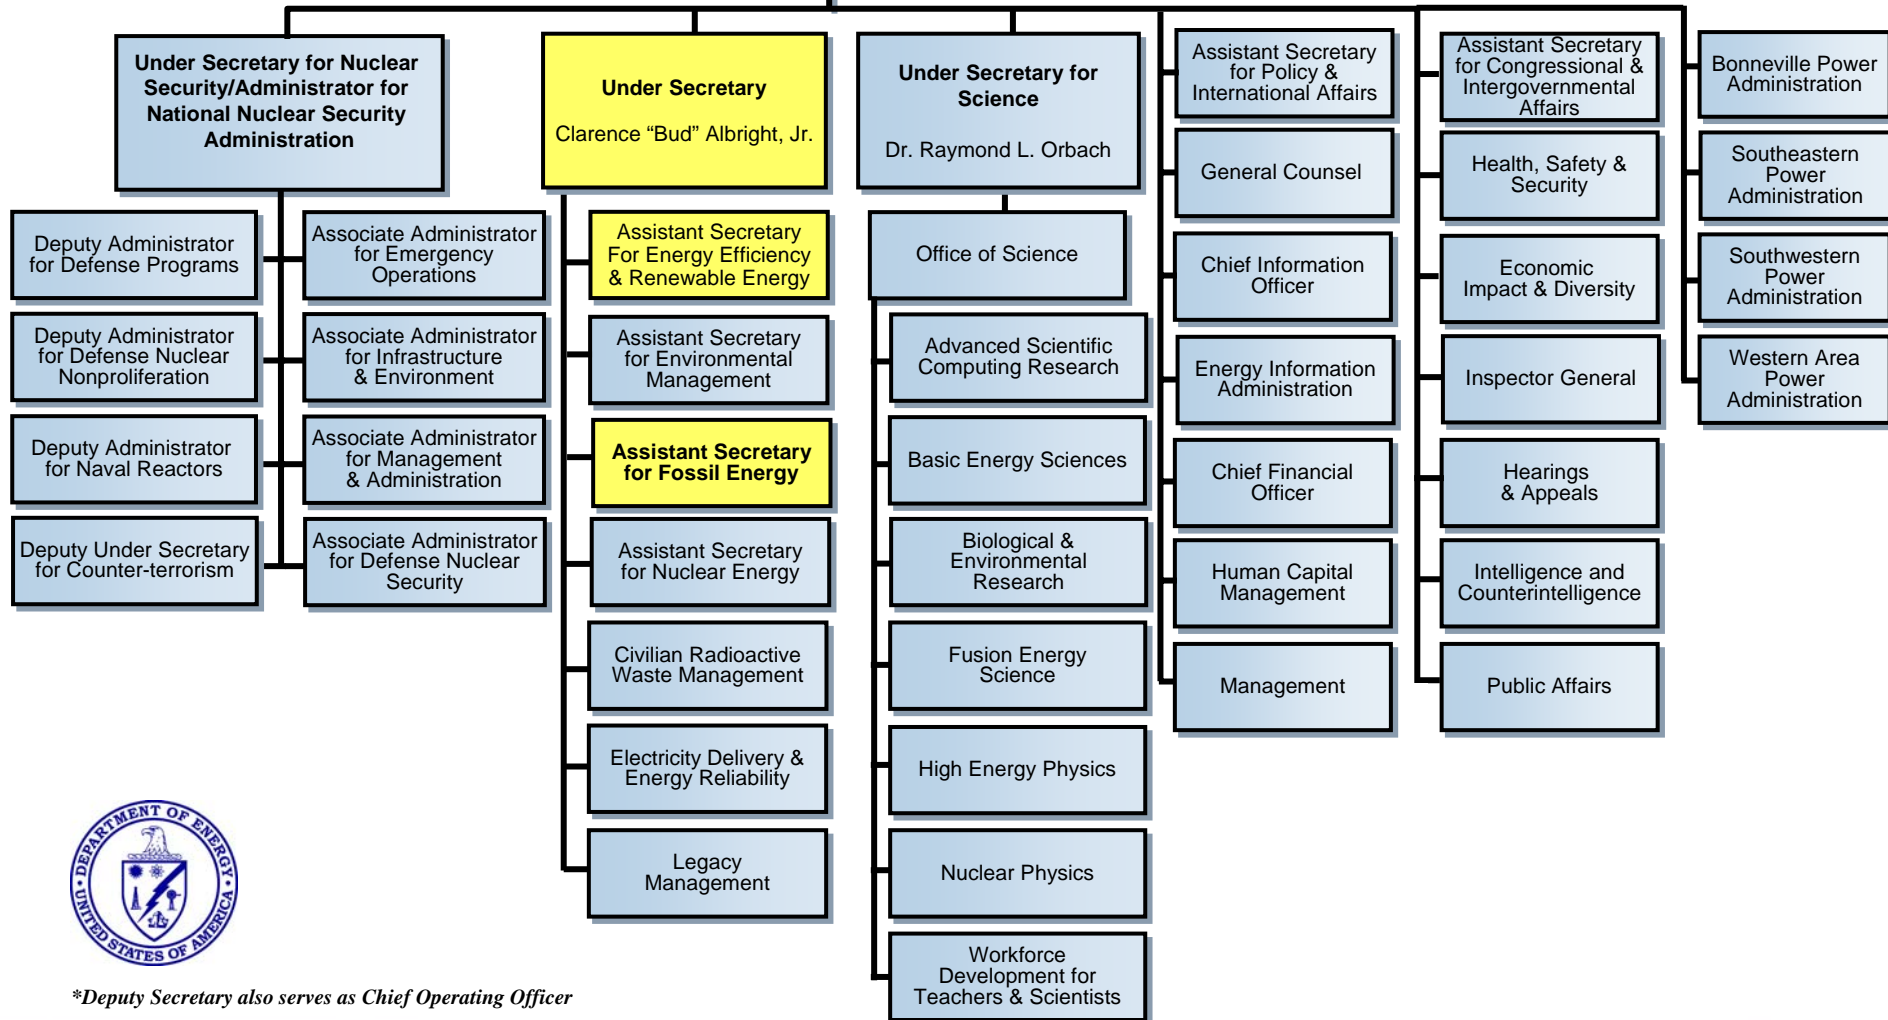 Under Secretary for Nuclear
Security/Administrator for
National Nuclear Security
Administration
Deputy Administrator
for Defense Programs
Associate Administrator
for Emergency
Operations
Deputy Administrator
for Defense Nuclear
Nonproliferation
Associate Administrator
for Infrastructure
& Environment
Deputy Administrator
for Naval Reactors
Associate Administrator
for Management
& Administration
Deputy Under Secretary
for Counter-terrorism
Associate Administrator
for Defense Nuclear
Security
Under Secretary
Clarence “Bud” Albright, Jr.
Assistant Secretary
For Energy Efficiency
& Renewable Energy
Assistant Secretary
for Environmental
Management
Assistant Secretary
for Fossil Energy
Assistant Secretary
for Nuclear Energy
Civilian Radioactive
Waste Management
Electricity Delivery &
Energy Reliability
Legacy
Management
Under Secretary for
Science
Dr. Raymond L. Orbach
Office of Science
Advanced Scientific
Computing Research
Basic Energy Sciences
Biological &
Environmental
Research
Fusion Energy
Science
High Energy Physics
Nuclear Physics
Workforce
Development for
Teachers & Scientists
Assistant Secretary
for Policy &
International Affairs
General Counsel
Chief Information
Officer
Energy Information
Administration
Chief Financial
Officer
Human Capital
Management
Management
Assistant Secretary
for Congressional &
Intergovernmental
Affairs
Health, Safety &
Security
Economic
Impact & Diversity
Inspector General
Hearings
& Appeals
Intelligence and
Counterintelligence
Public Affairs
Bonneville Power
Administration
Southeastern
Power
Administration
Southwestern
Power
Administration
Western Area
Power
Administration
DEPARTMENT OF ENERGY
UNITED STATES OF AMERICA
*Deputy Secretary also serves as Chief Operating Officer